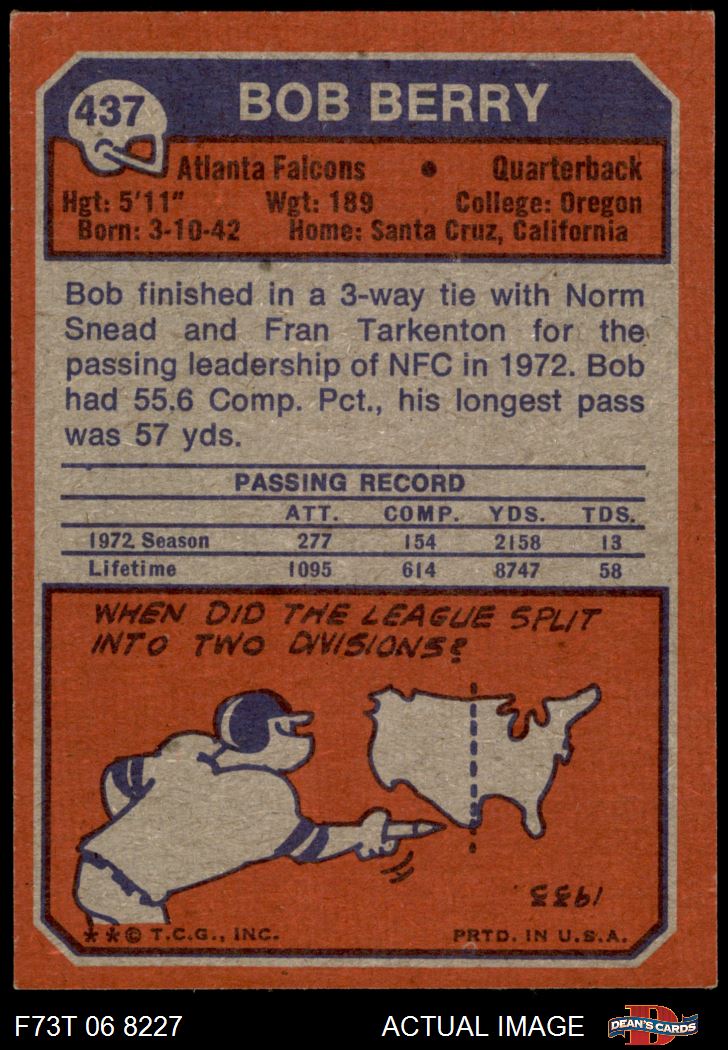 437
BOB BERRY
Atlanta Falcons • Quarterback
Hgt: 5'11" Wgt: 189 College: Oregon
Born: 3-10-42 Home: Santa Cruz, California
Bob finished in a 3-way tie with Norm
Snead and Fran Tarkenton for the
passing leadership of NFC in 1972. Bob
had 55.6 Comp. Pct., his longest pass
was 57 yds.
PASSING RECORD
ATT. COMP. YDS. TDS.
1972 Season 277 154 2158 13
Lifetime 1095 614 8747 58
WHEN DID THE LEAGUE SPLIT
INTO TWO DIVISIONS?
1933
**© T.C.G., INC. PRTD. IN U.S.A.
F73T 06 8227 ACTUAL IMAGE D DEAN'S CARDS